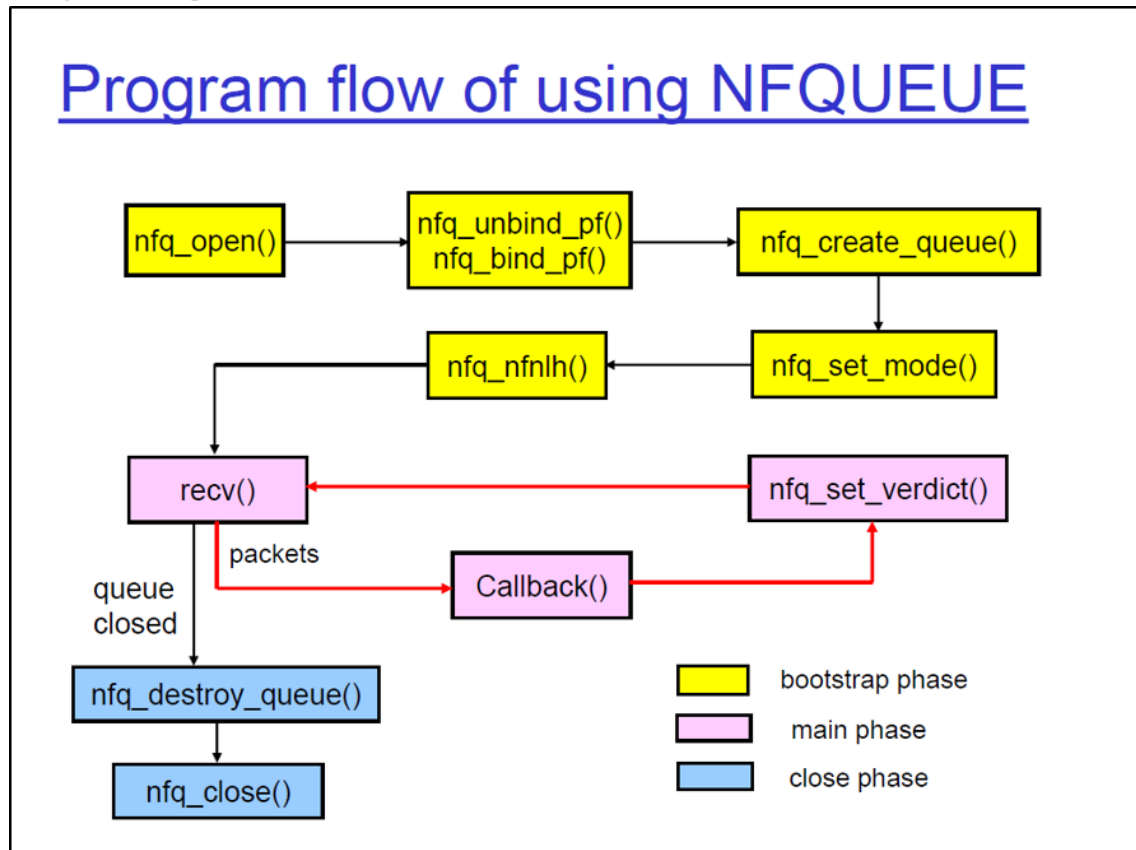 Program flow of using NFQUEUE
nfq_open()
nfq_unbind_pf()
nfq_bind_pf()
nfq_create_queue()
nfq_nfnlh()
nfq_set_mode()
recv()
nfq_set_verdict()
packets
Callback()
queue
closed
nfq_destroy_queue()
nfq_close()
bootstrap phase
main phase
close phase